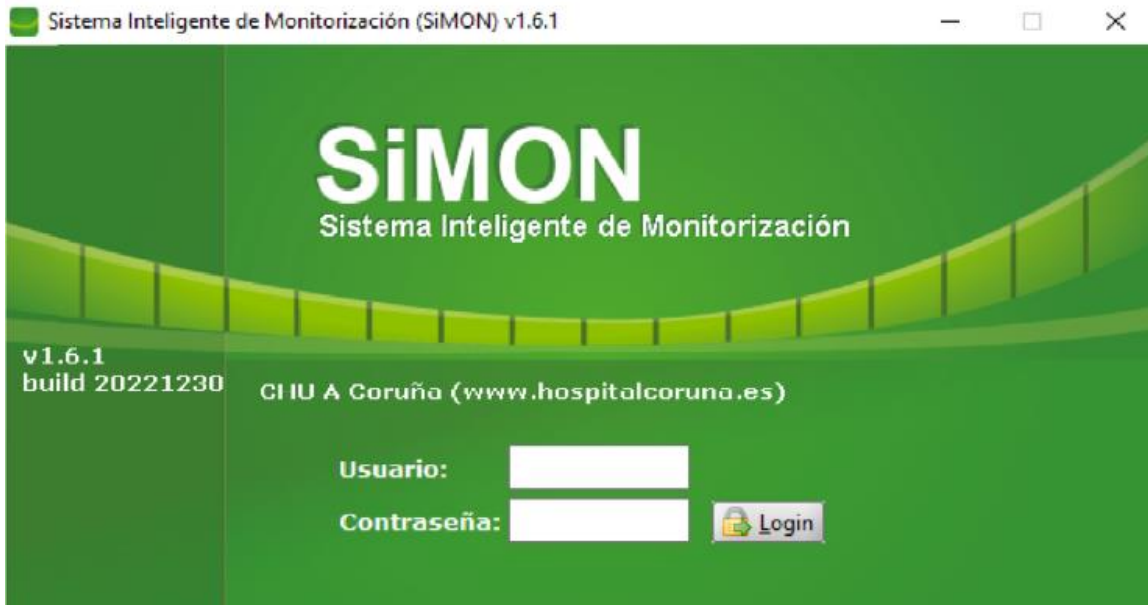 Sistema Inteligente de Monitorización (SiMON) v1.6.1
SiMON
Sistema Inteligente de Monitorización
v1.6.1
build 20221230
CHU A Coruña (www.hospitalcoruna.es)
Usuario:
Contraseña:
Login